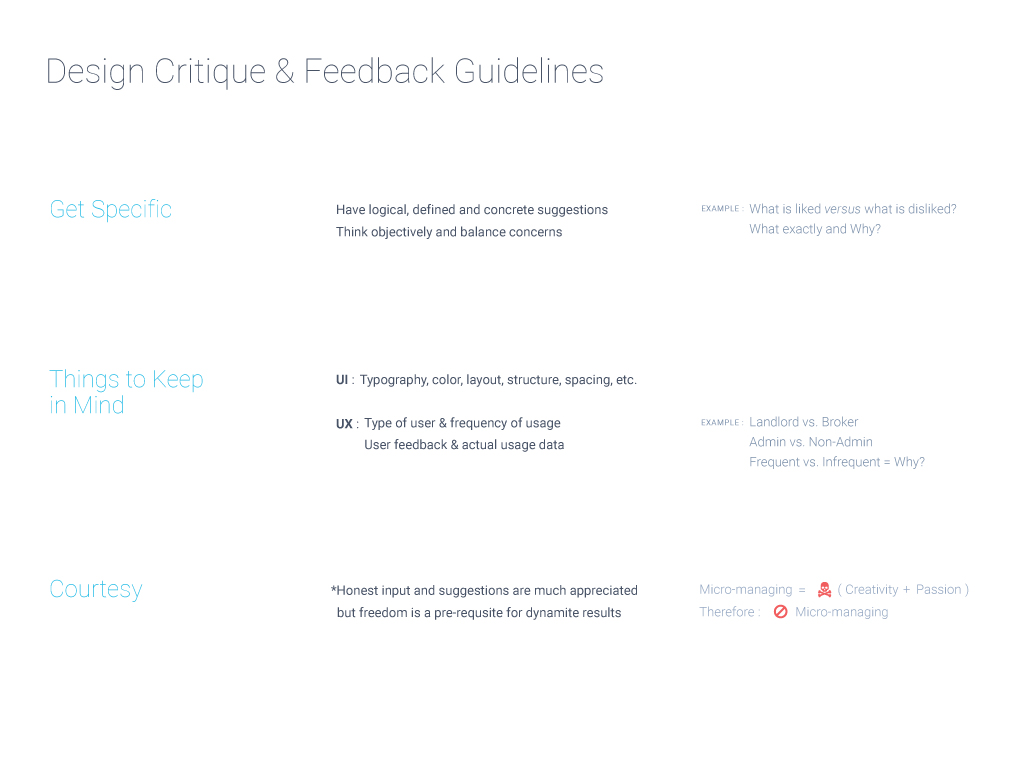 Design Critique & Feedback Guidelines
Get Specific
Have logical, defined and concrete suggestions
Think objectively and balance concerns
EXAMPLE : What is liked versus what is disliked?
What exactly and Why?
Things to Keep
in Mind
UI : Typography, color, layout, structure, spacing, etc.
UX : Type of user & frequency of usage
User feedback & actual usage data
EXAMPLE : Landlord vs. Broker
Admin vs. Non-Admin
Frequent vs. Infrequent = Why?
Courtesy
*Honest input and suggestions are much appreciated
but freedom is a pre-requsite for dynamite results
Micro-managing = ( Creativity + Passion )
Therefore : Micro-managing